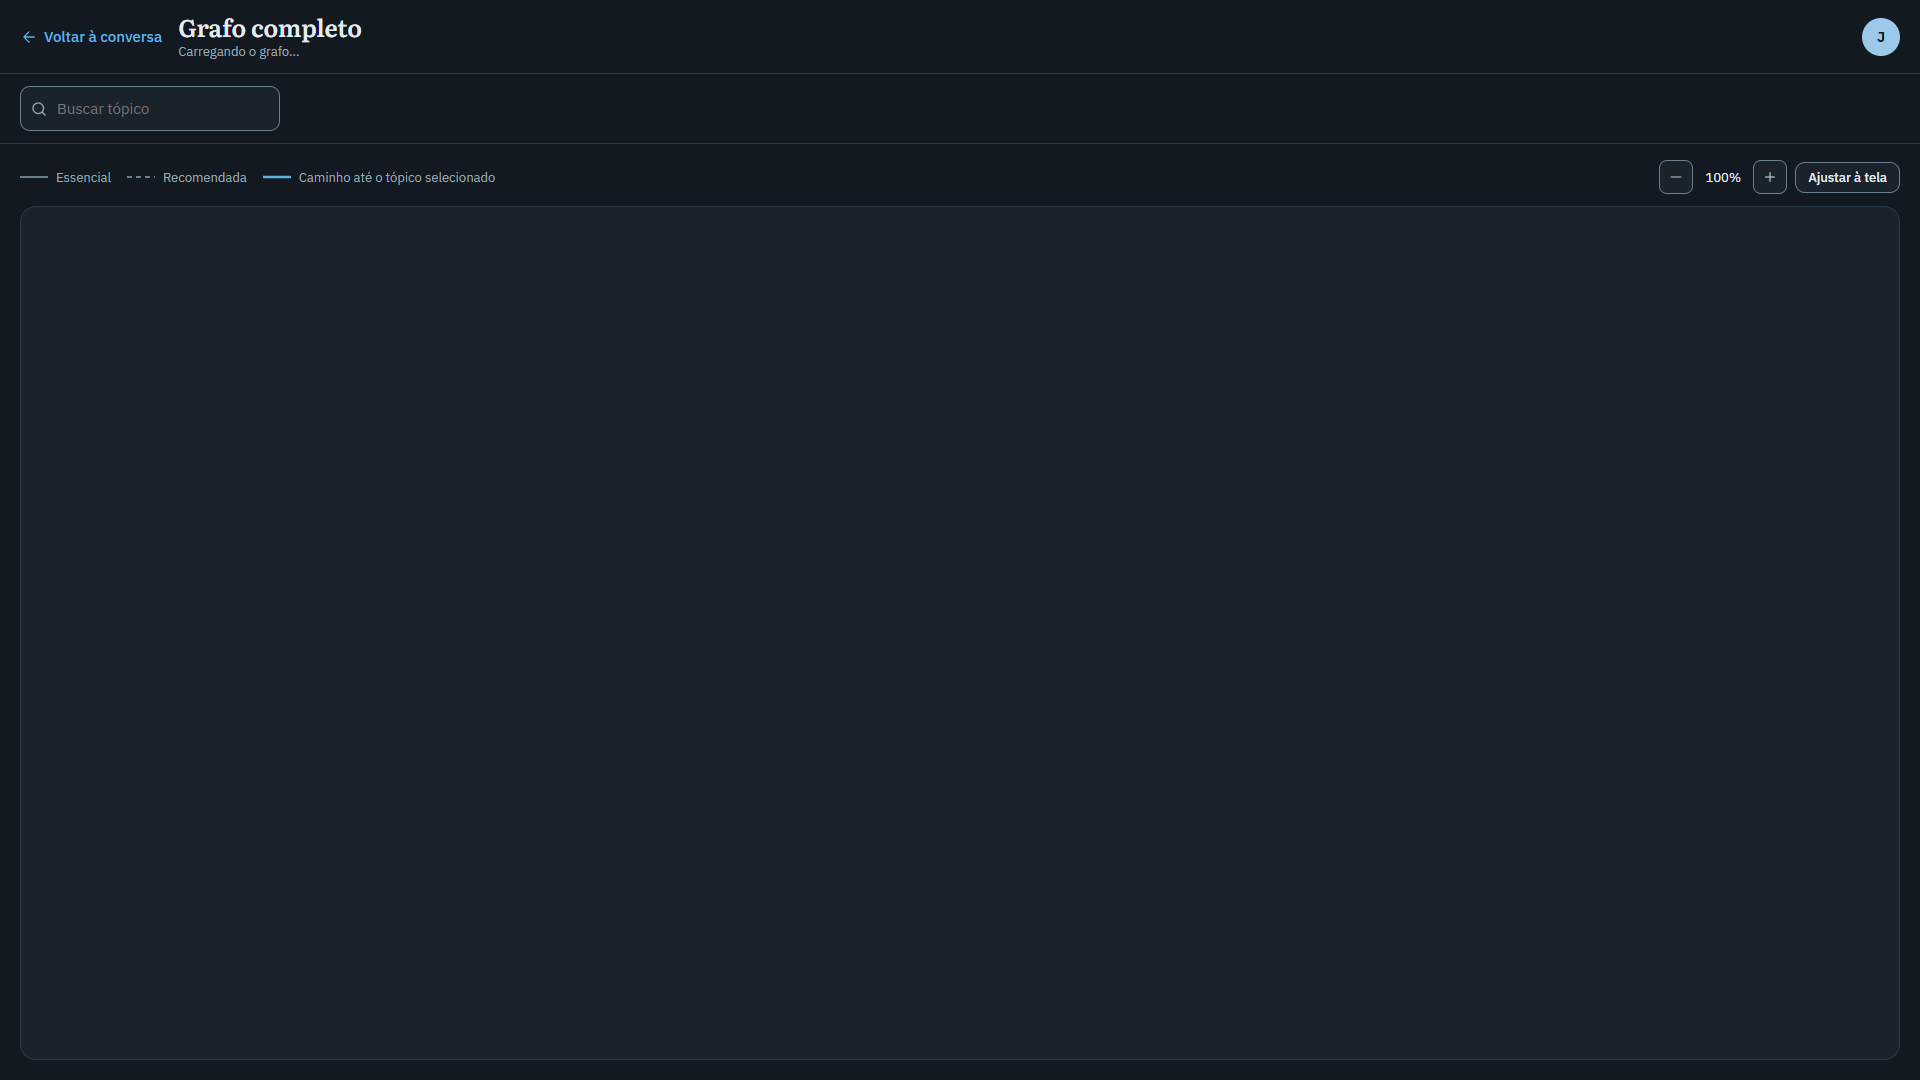 Voltar à conversa
Grafo completo
Carregando o grafo...
J
Buscar tópico
Essencial
Recomendada
Caminho até o tópico selecionado
100%
Ajustar à tela